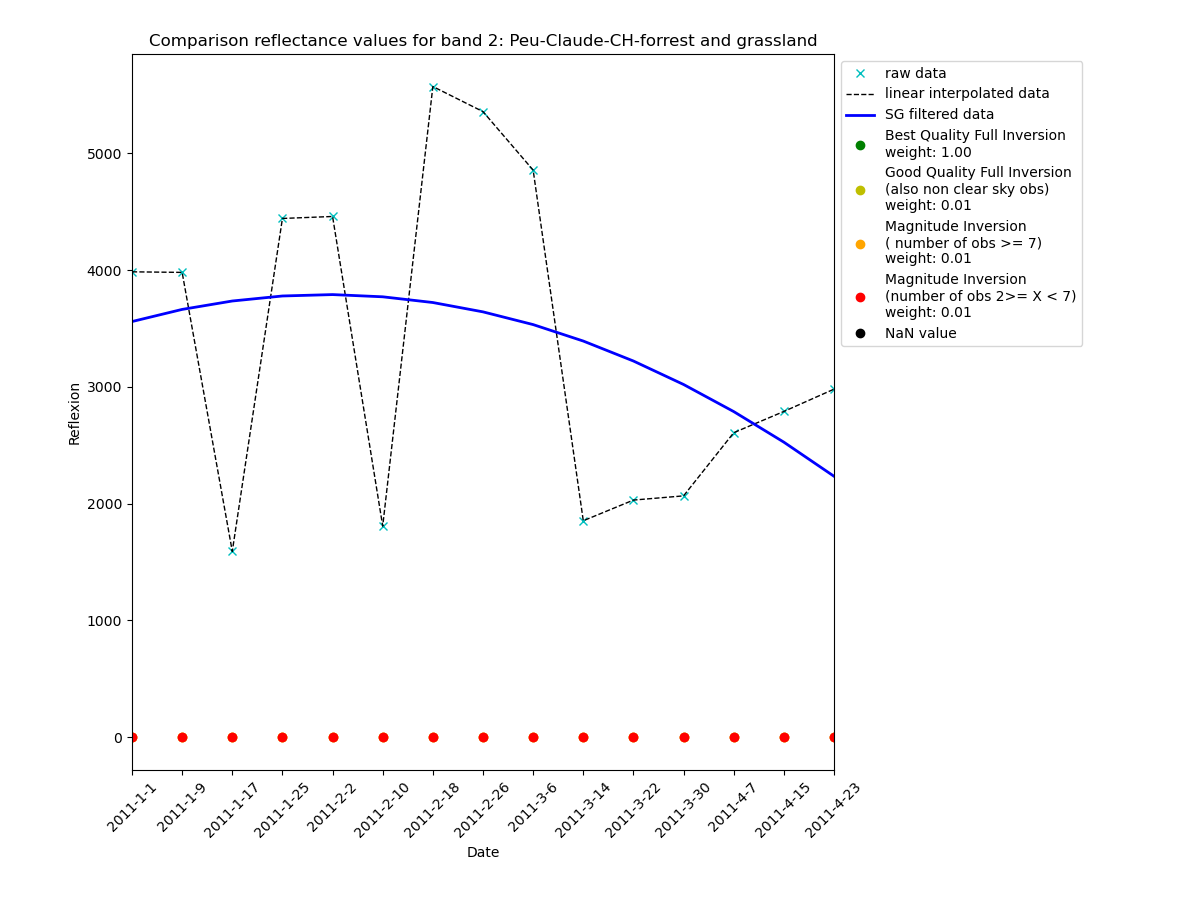 Comparison reflectance values for band 2: Peu-Claude-CH-forrest and grassland
raw data
linear interpolated data
SG filtered data
Best Quality Full Inversion
weight: 1.00
Good Quality Full Inversion
(also non clear sky obs)
weight: 0.01
Magnitude Inversion
( number of obs >= 7)
weight: 0.01
Magnitude Inversion
(number of obs 2>= X < 7)
weight: 0.01
NaN value
Reflexion
5000
4000
3000
2000
1000
0
2011-1-1
2011-1-9
2011-1-17
2011-1-25
2011-2-2
2011-2-10
2011-2-18
2011-2-26
2011-3-6
2011-3-14
2011-3-22
2011-3-30
2011-4-7
2011-4-15
2011-4-23
Date